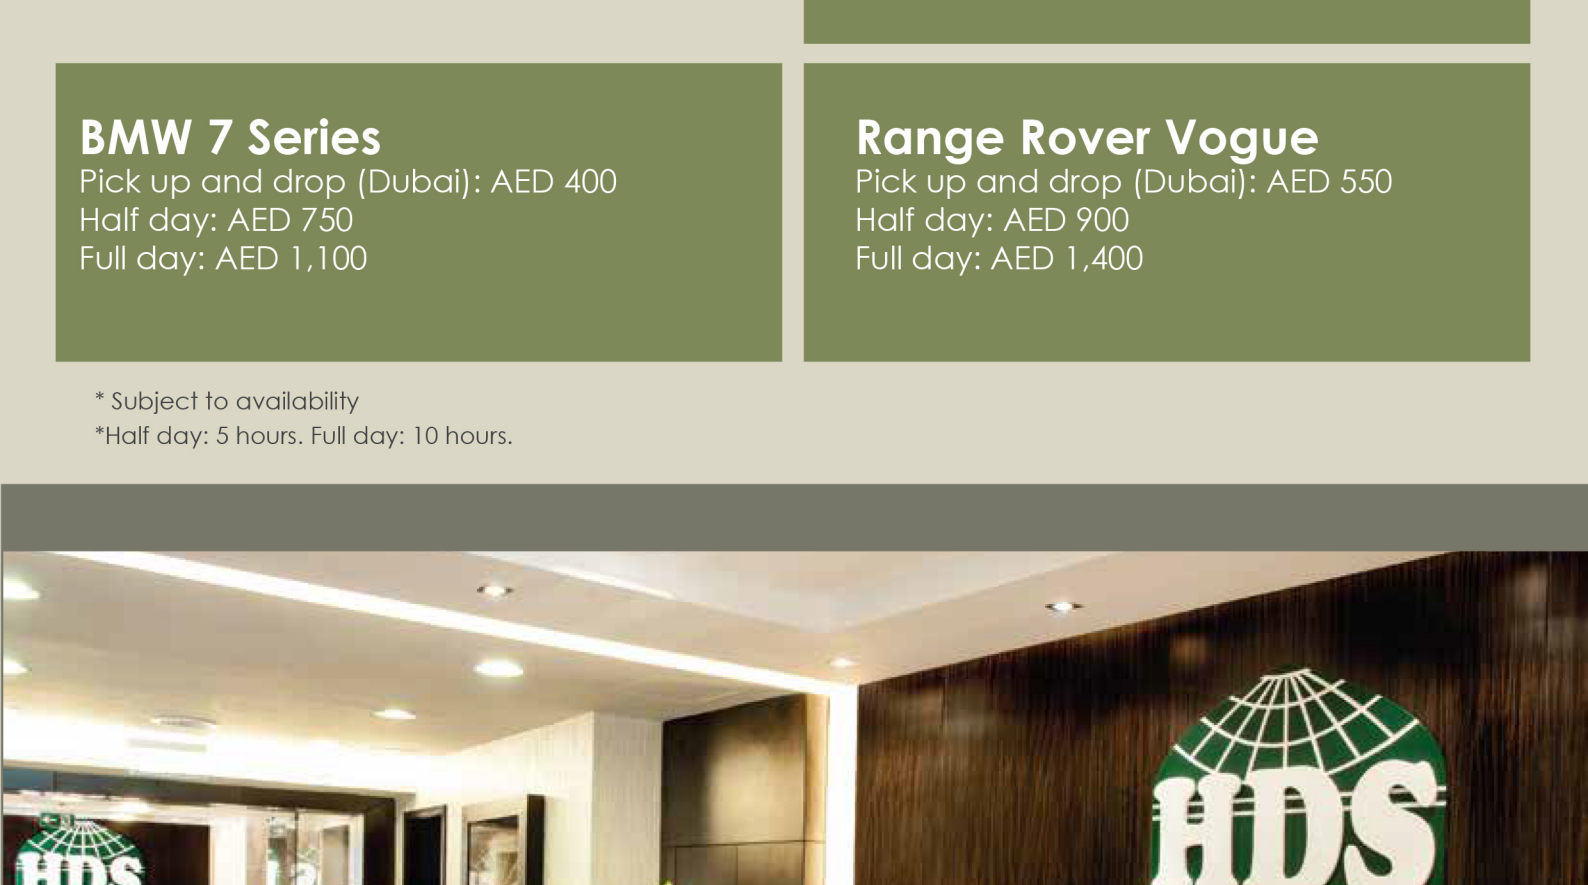 BMW 7 Series
Pick up and drop (Dubai): AED 400
Half day: AED 750
Full day: AED 1,100
Range Rover Vogue
Pick up and drop (Dubai): AED 550
Half day: AED 900
Full day: AED 1,400
* Subject to availability
*Half day: 5 hours. Full day: 10 hours.
HDS
HDS